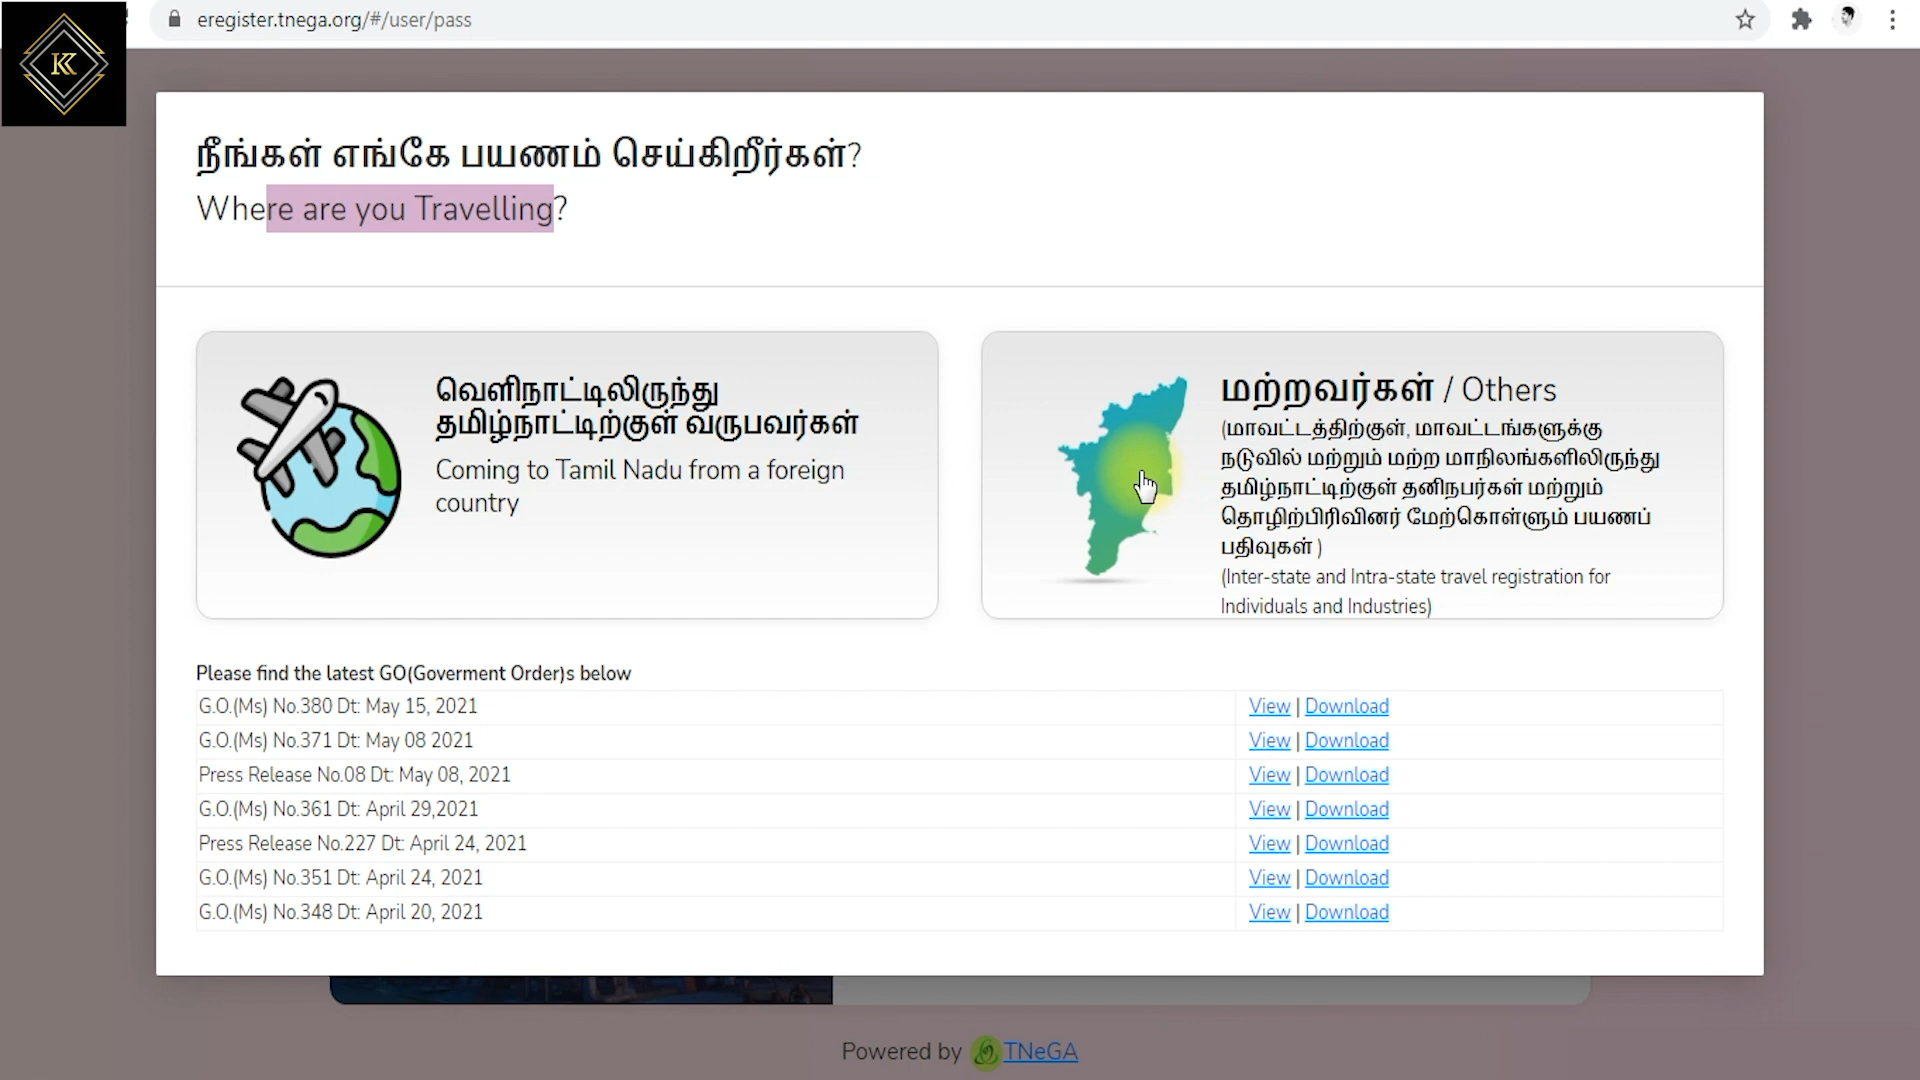 eregister.tnega.org/#/user/pass
KK
நீங்கள் எங்கே பயணம் செய்கிறீர்கள்?
Where are you Travelling?
வெளிநாட்டிலிருந்து
தமிழ்நாட்டிற்குள் வருபவர்கள்
Coming to Tamil Nadu from a foreign
country
மற்றவர்கள் / Others
(மாவட்டத்திற்குள், மாவட்டங்களுக்கு
நடுவில் மற்றும் மற்ற மாநிலங்களிலிருந்து
தமிழ்நாட்டிற்குள் தனிநபர்கள் மற்றும்
தொழிற்பிரிவினர் மேற்கொள்ளும் பயணப்
பதிவுகள் )
(Inter-state and Intra-state travel registration for
Individuals and Industries)
Please find the latest GO(Goverment Order)s below
G.O.(Ms) No.380 Dt: May 15, 2021 View | Download
G.O.(Ms) No.371 Dt: May 08 2021 View | Download
Press Release No.08 Dt: May 08, 2021 View | Download
G.O.(Ms) No.361 Dt: April 29,2021 View | Download
Press Release No.227 Dt: April 24, 2021 View | Download
G.O.(Ms) No.351 Dt: April 24, 2021 View | Download
G.O.(Ms) No.348 Dt: April 20, 2021 View | Download
Powered by TNeGA